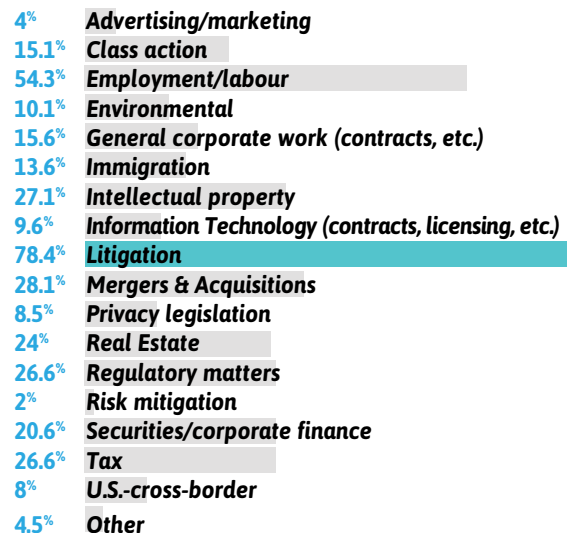 4% Advertising/marketing
15.1% Class action
54.3% Employment/labour
10.1% Environmental
15.6% General corporate work (contracts, etc.)
13.6% Immigration
27.1% Intellectual property
9.6% Information Technology (contracts, licensing, etc.)
78.4% Litigation
28.1% Mergers & Acquisitions
8.5% Privacy legislation
24% Real Estate
26.6% Regulatory matters
2% Risk mitigation
20.6% Securities/corporate finance
26.6% Tax
8% U.S.-cross-border
4.5% Other